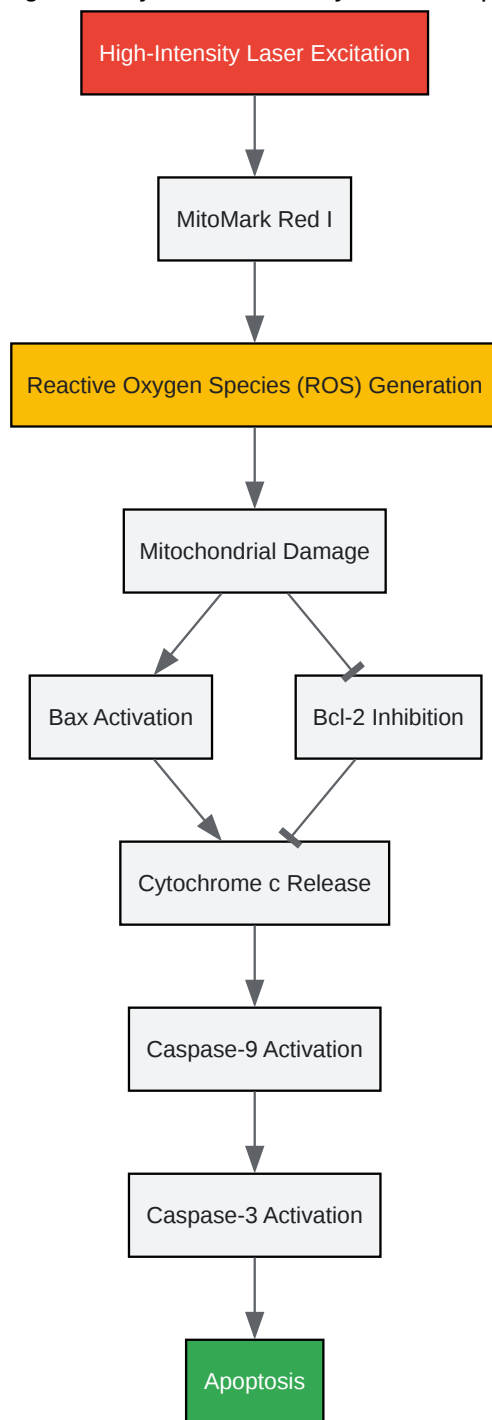 High-Intensity Laser Excitation
MitoMark Red I
Reactive Oxygen Species (ROS) Generation
Mitochondrial Damage
Bax Activation
Bcl-2 Inhibition
Cytochrome c Release
Caspase-9 Activation
Caspase-3 Activation
Apoptosis